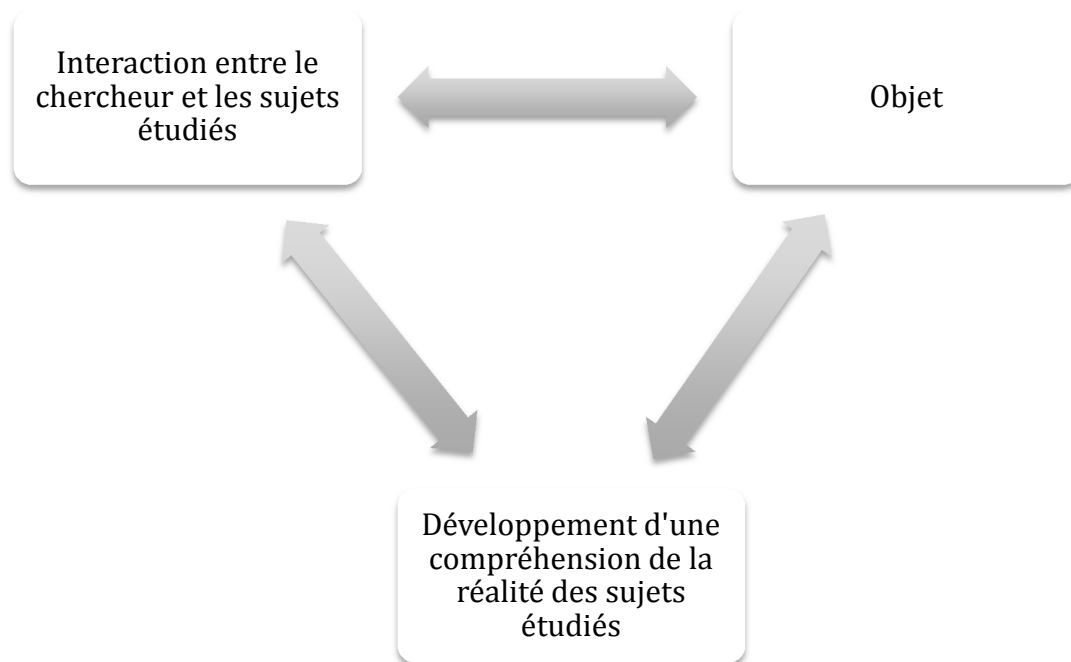 Interaction entre le
chercheur et les sujets
étudiés
Objet
Développement d'une
compréhension de la
réalité des sujets
étudiés